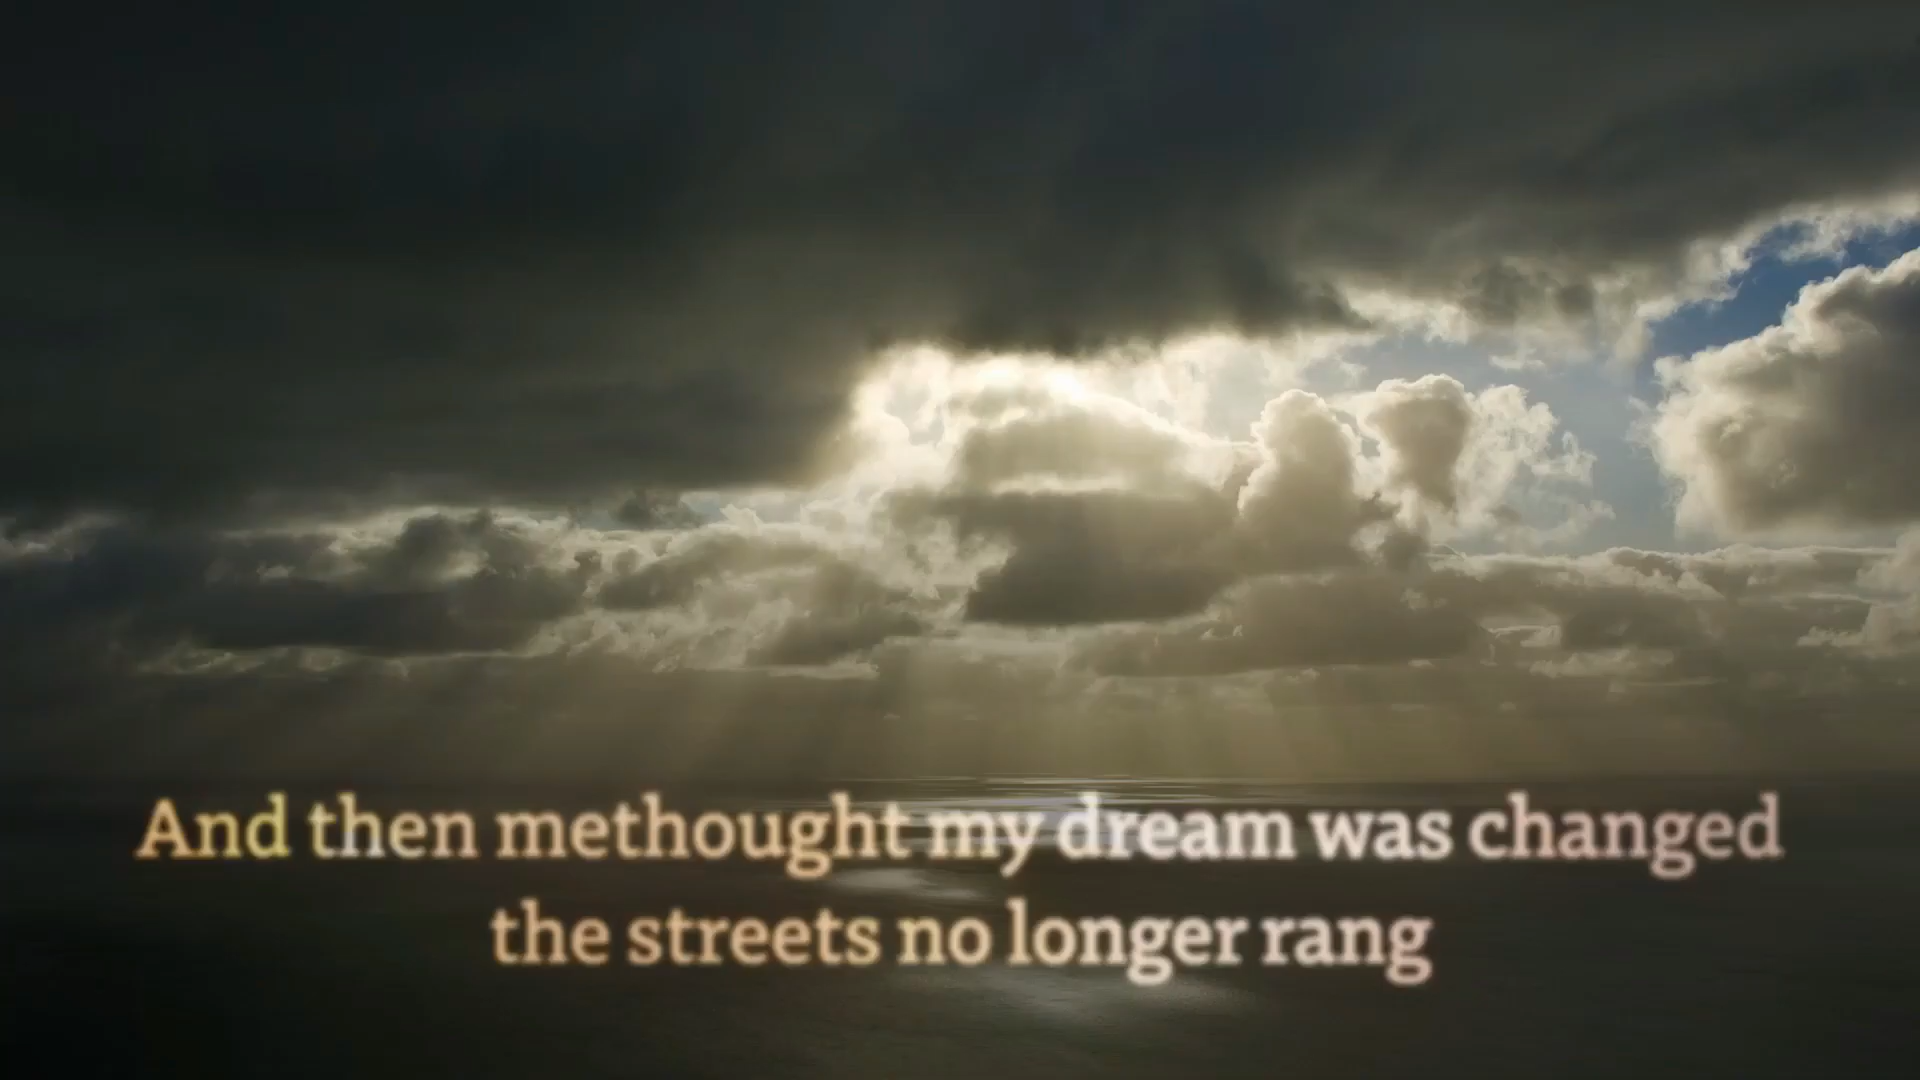 And then methought my dream was changed
the streets no longer rang